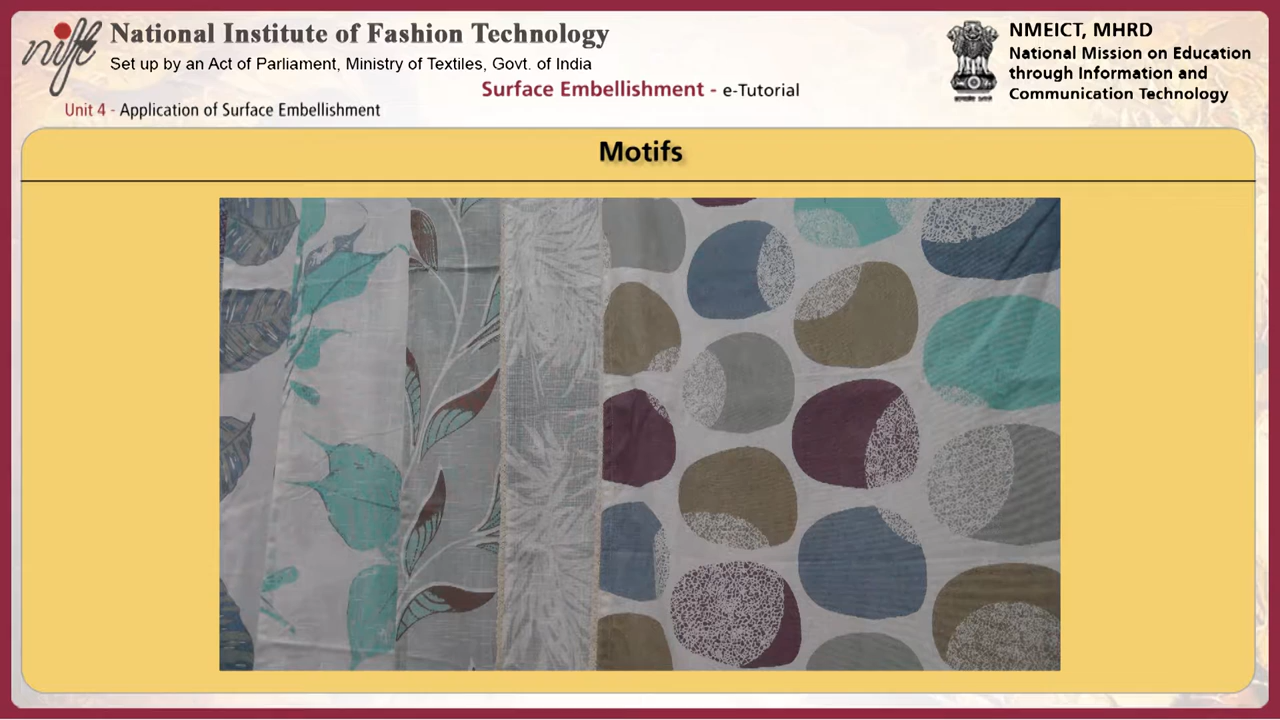 nift
National Institute of Fashion Technology
Set up by an Act of Parliament, Ministry of Textiles, Govt. of India
Surface Embellishment - e-Tutorial
Unit 4 - Application of Surface Embellishment
NMEICT, MHRD
National Mission on Education
through Information and
Communication Technology
Motifs